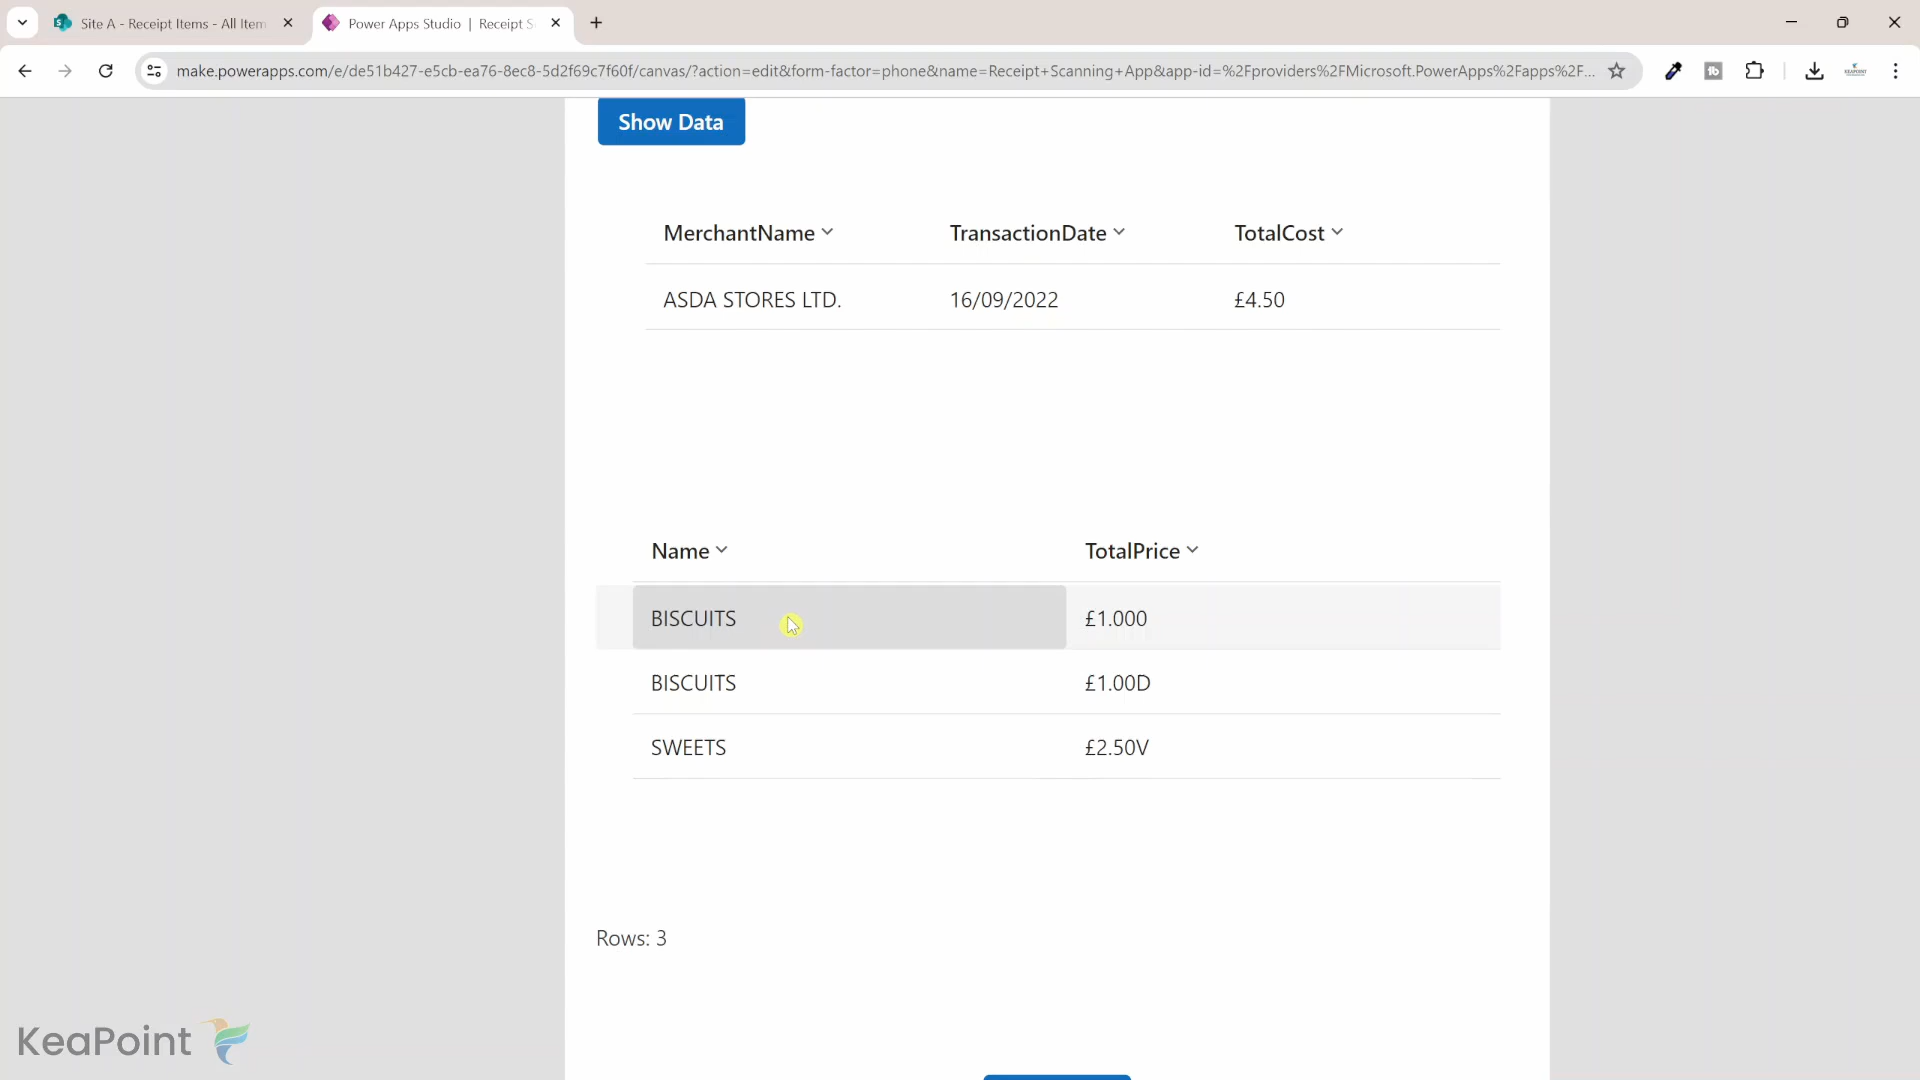 Site A - Receipt Items - All Item
Power Apps Studio | Receipt S
make.powerapps.com/e/de51b427-e5cb-ea76-8ec8-5d2f69c7f60f/canvas/?action=edit&form-factor=phone&name=Receipt+Scanning+App&app-id=%2Fproviders%2FMicrosoft.PowerApps%2Fapps%2F...
Show Data
MerchantName TransactionDate TotalCost
ASDA STORES LTD. 16/09/2022 £4.50
Name TotalPrice
BISCUITS £1.000
BISCUITS £1.00D
SWEETS £2.50V
Rows: 3
KeaPoint